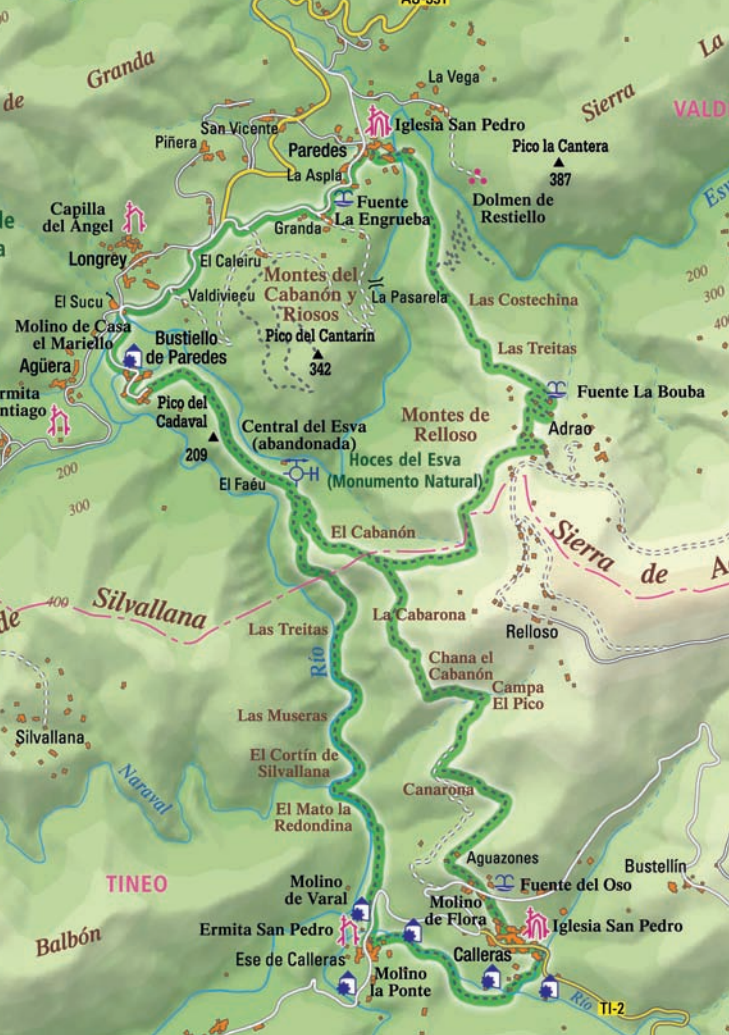 AS-351
La
Granda
de
La Vega
Sierra
VALD
San Vicente
Iglesia San Pedro
Piñera
Paredes
Pico la Cantera
387
La Aspla
Dolmen de
Restiello
Capilla
del Ángel
Fuente
La Engrueba
Granda
Longrey
El Caleiru
Montes del
Cabanón y
Riosos
200
300
El Sucu
Valdiviecu
La Pasarela
Las Costechina
Molino de Casa
el Mariello
Bustiello
de Paredes
Pico del Cantarín
342
Las Treitas
Agüera
Fuente La Bouba
Pico del
Cadaval
209
Montes de
Relloso
Adrao
Central del Esva
(abandonada)
Hoces del Esva
(Monumento Natural)
200
300
El Faéu
El Cabanón
Sierra de
400
Silvallana
de
La Cabarona
Las Treitas
Relloso
Río
Chana el
Cabanón
Campa
El Pico
Las Museras
Silvallana
El Cortín de
Silvallana
Naraval
Canarona
El Mato la
Redondina
Aguazones
TINEO
Bustellín
Molino
de Varal
Fuente del Oso
Molino
de Flora
Ermita San Pedro
Iglesia San Pedro
Balbón
Ese de Calleras
Calleras
Molino
la Ponte
Río
TI-2